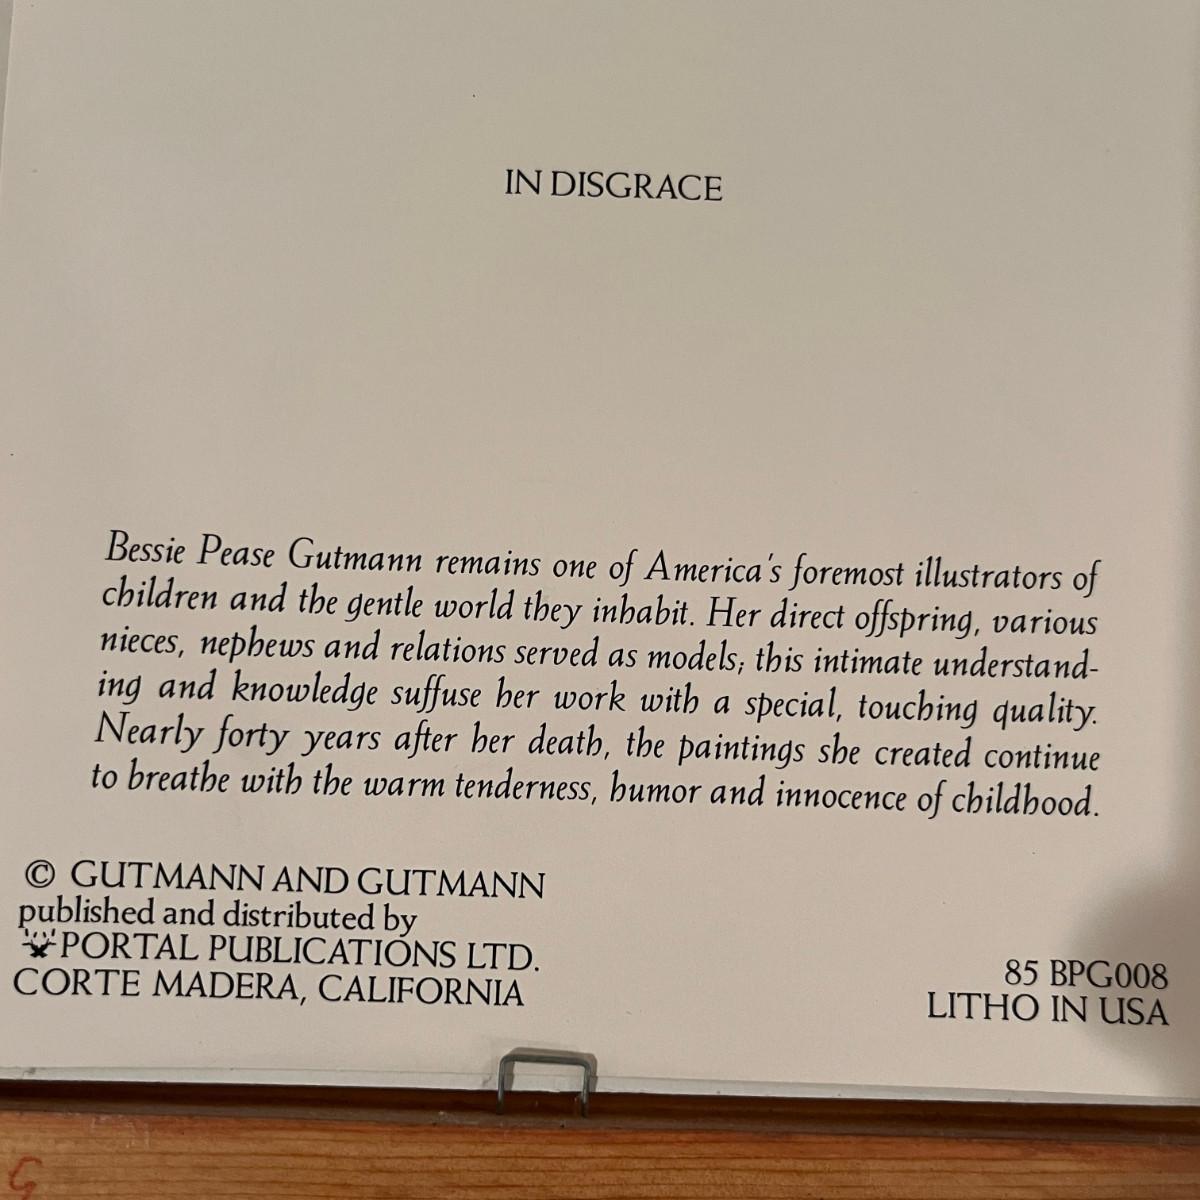 IN DISGRACE
Bessie Pease Gutmann remains one of America's foremost illustrators of
children and the gentle world they inhabit. Her direct offspring, various
nieces, nephews and relations served as models; this intimate understand-
ing and knowledge suffuse her work with a special, touching quality.
Nearly forty years after her death, the paintings she created continue
to breathe with the warm tenderness, humor and innocence of childhood.
© GUTMANN AND GUTMANN
published and distributed by
PORTAL PUBLICATIONS LTD.
CORTE MADERA, CALIFORNIA
85 BPG008
LITHO IN USA
G